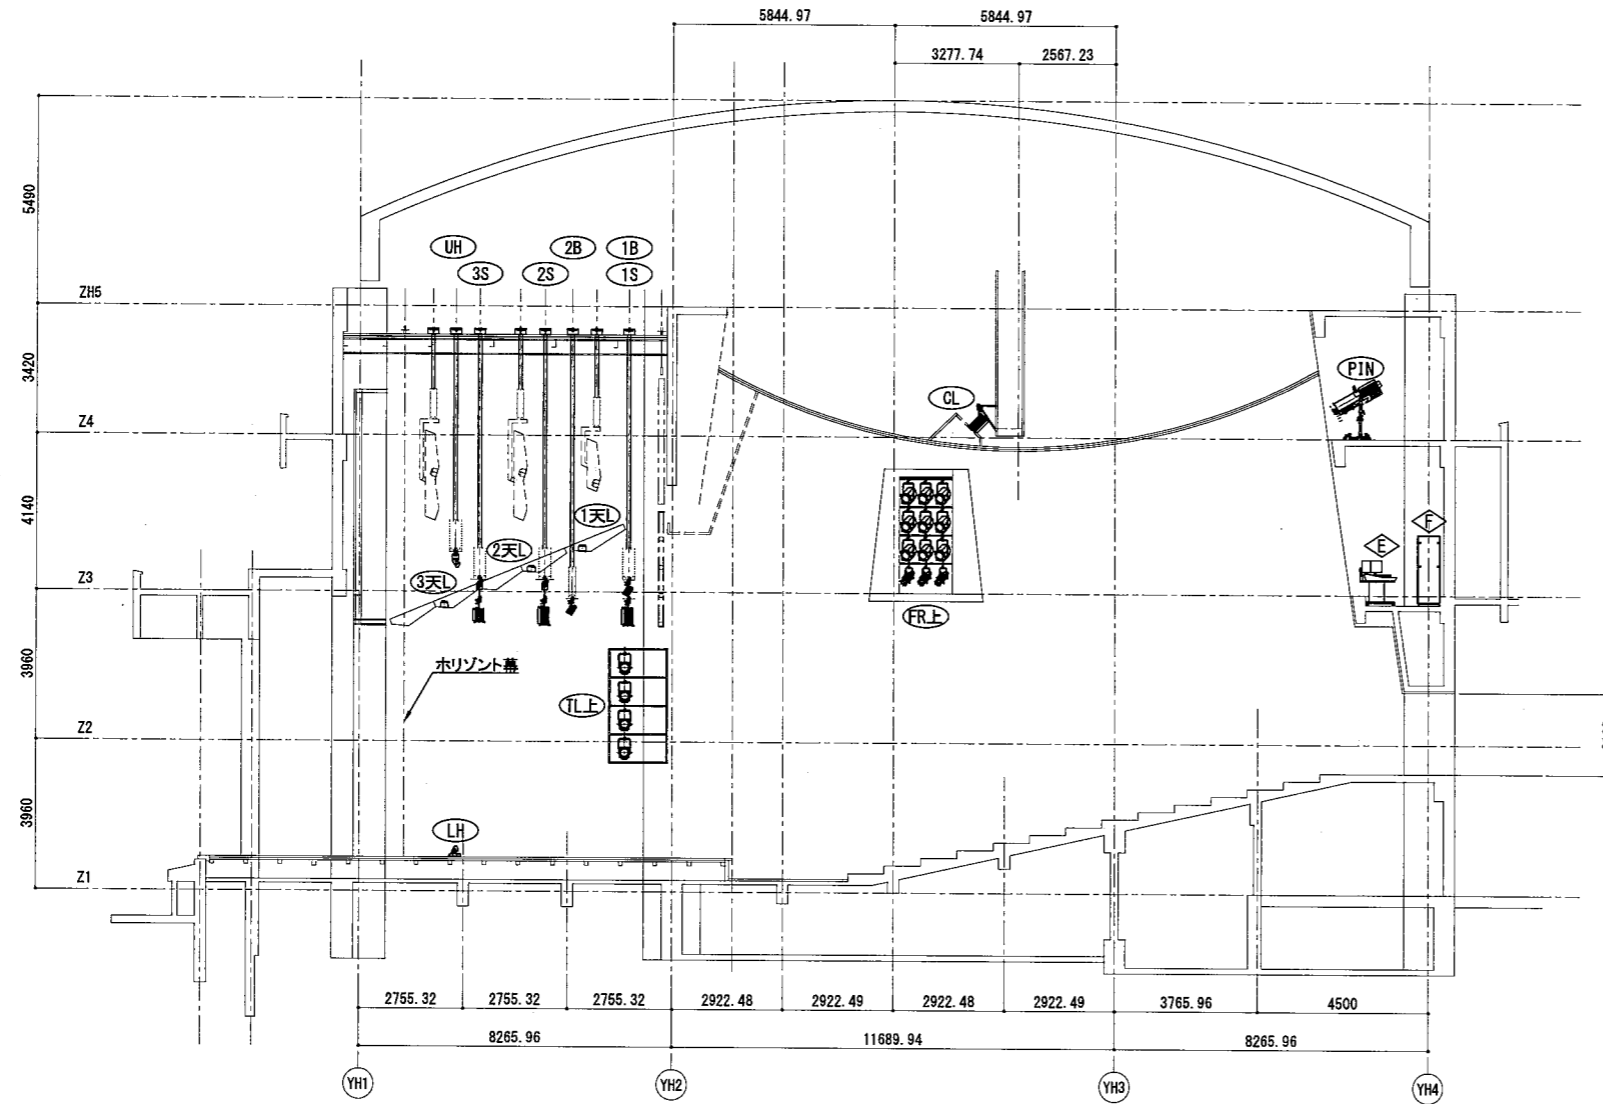 5844.97 5844.97
3277.74 2567.23
5490
3420
4140
3960
3960
ZH5
Z4
Z3
Z2
Z1
UH 2B 1B
3S 2S 1S
CL
PIN
1天L
2天L
3天L
E
F
FR上
ホリゾント幕
TL上
LH
2755.32 2755.32 2755.32 2922.48 2922.49 2922.48 2922.49 3765.96 4500
8265.96 11689.94 8265.96
YH1 YH2 YH3 YH4